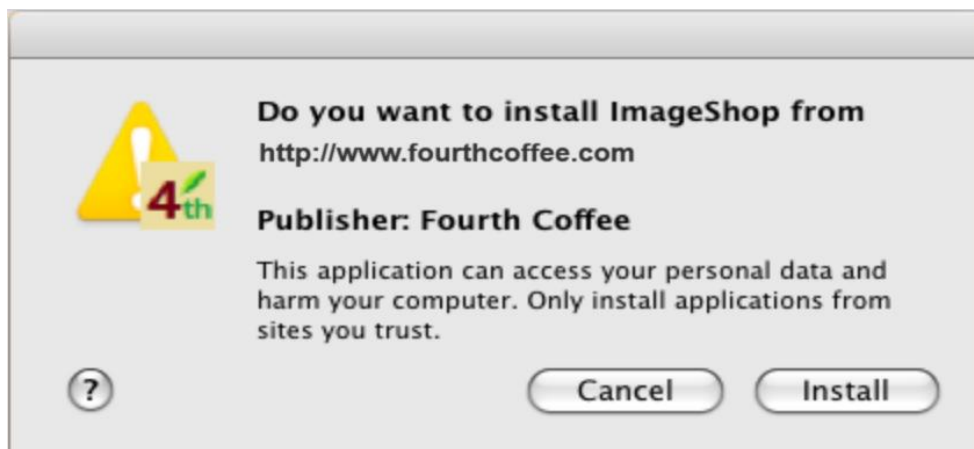 Do you want to install ImageShop from
http://www.fourthcoffee.com
4th
Publisher: Fourth Coffee
This application can access your personal data and
harm your computer. Only install applications from
sites you trust.
?
Cancel
Install